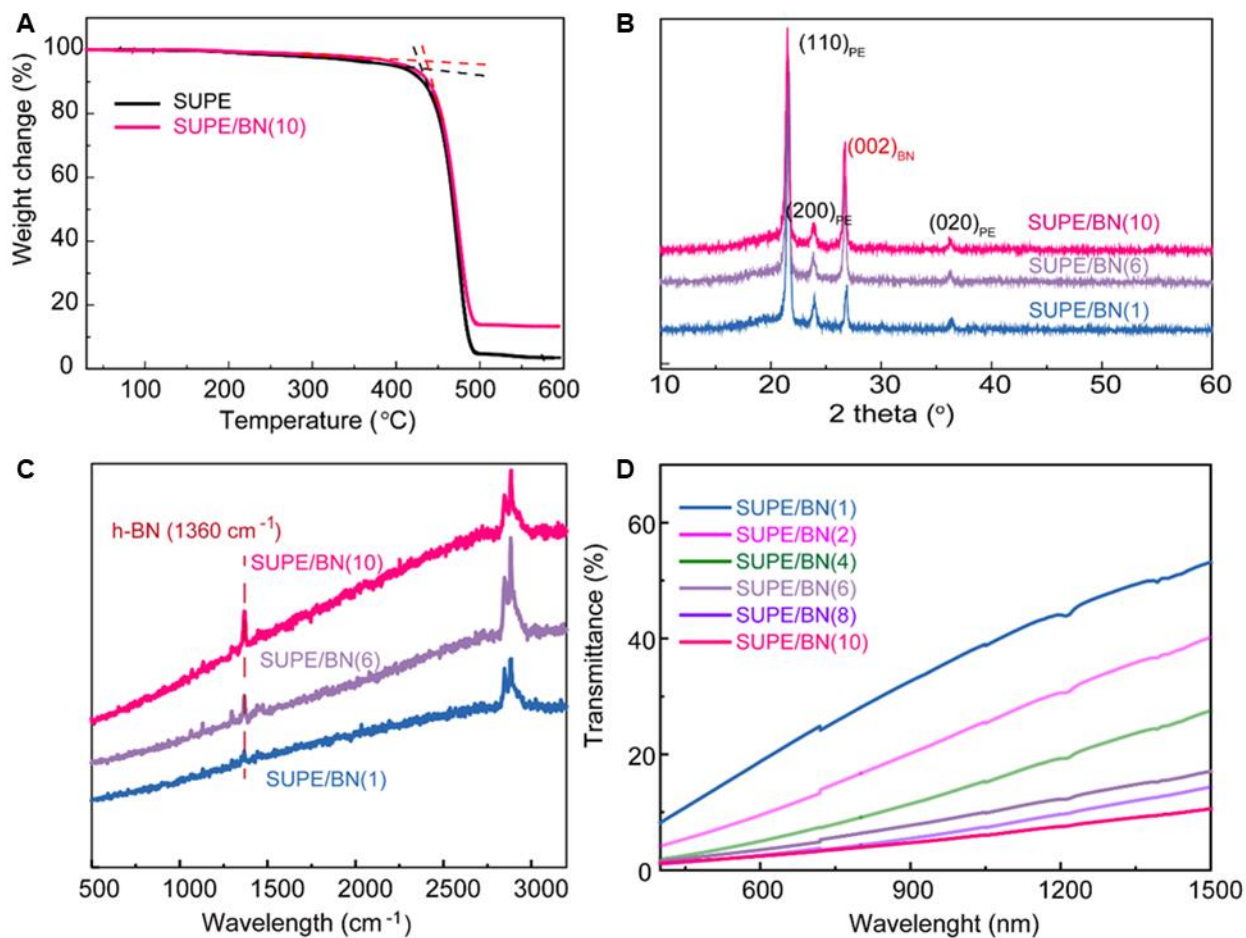 A
100
80
60
40
20
0
Weight change (%)
SUPE
SUPE/BN(10)
100 200 300 400 500 600
Temperature (°C)
B
(110)PE
(002)BN
(200)PE
(020)PE
SUPE/BN(10)
SUPE/BN(6)
SUPE/BN(1)
10 20 30 40 50 60
2 theta (°)
C
h-BN (1360 cm-1)
SUPE/BN(10)
SUPE/BN(6)
SUPE/BN(1)
500 1000 1500 2000 2500 3000
Wavelength (cm-1)
D
SUPE/BN(1)
SUPE/BN(2)
SUPE/BN(4)
SUPE/BN(6)
SUPE/BN(8)
SUPE/BN(10)
60
40
20
0
Transmittance (%)
600 900 1200 1500
Wavelenght (nm)